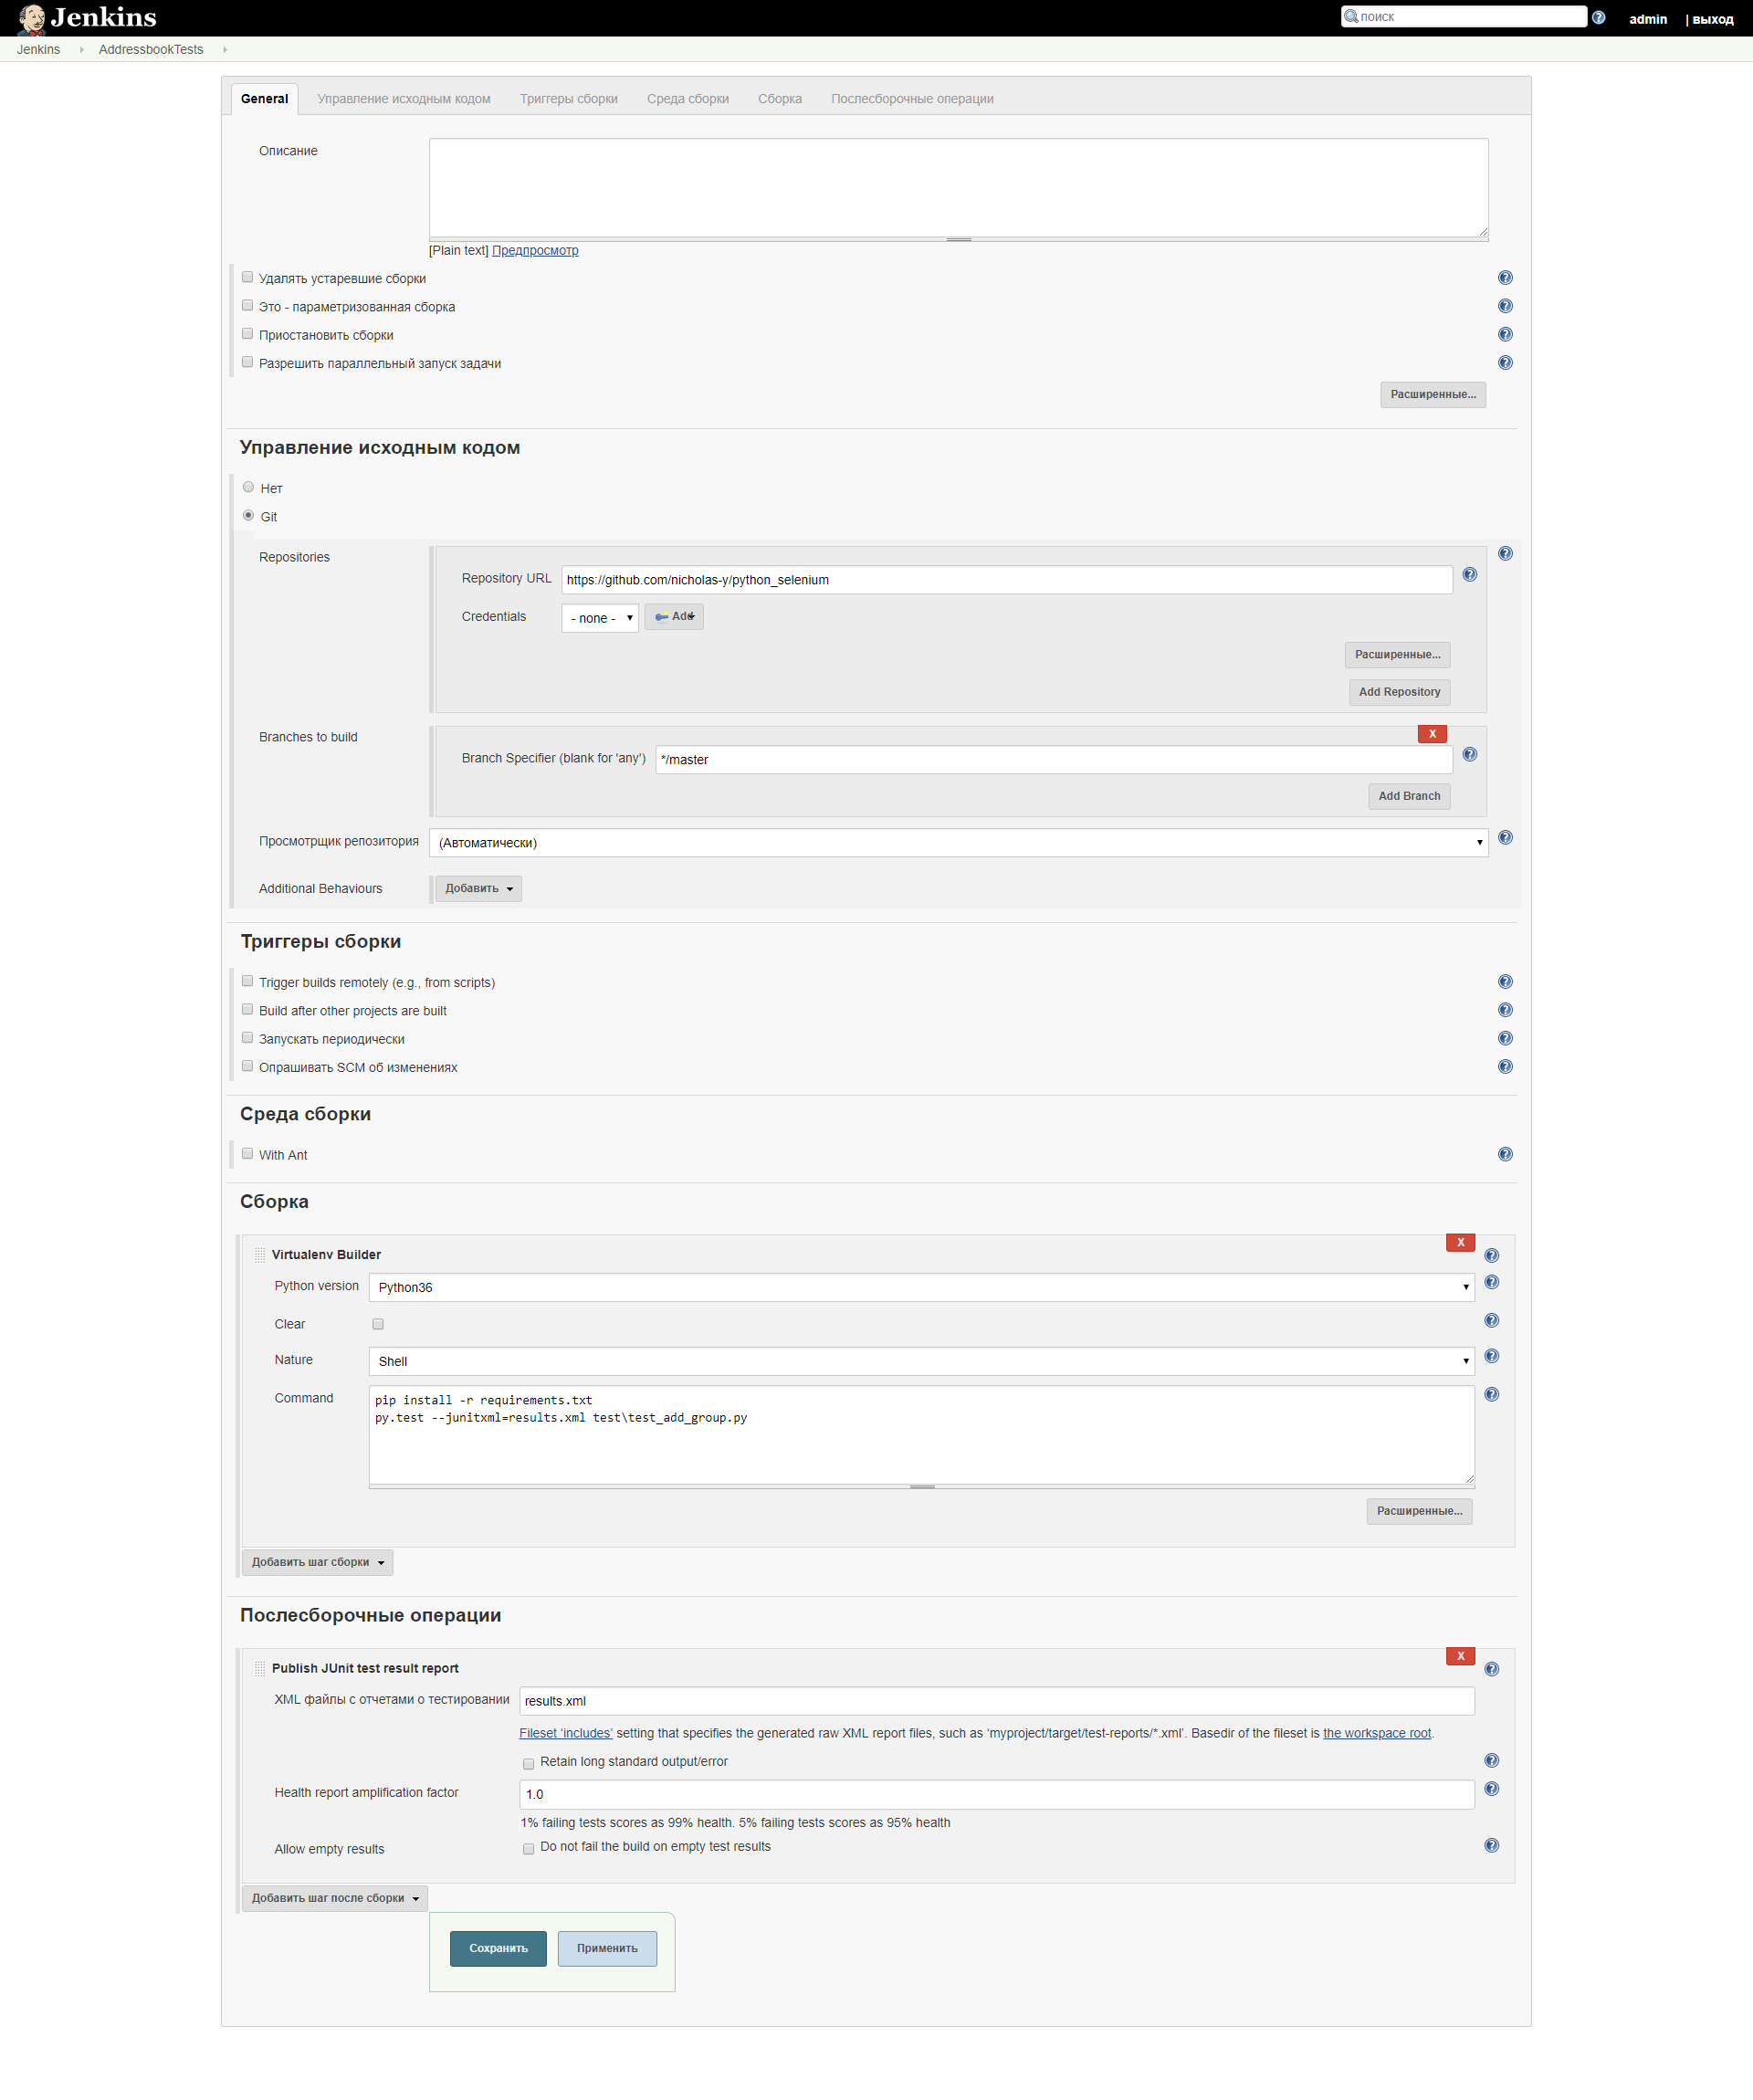 Jenkins
поиск
admin
| выход
Jenkins
AddressbookTests
General
Управление исходным кодом
Триггеры сборки
Среда сборки
Сборка
Послесборочные операции
Описание
[Plain text] Предпросмотр
Удалять устаревшие сборки
Это - параметризованная сборка
Приостановить сборки
Разрешить параллельный запуск задачи
Расширенные...
Управление исходным кодом
Нет
Git
Repositories
Repository URL
https://github.com/nicholas-y/python_selenium
Credentials
- none -
Add
Расширенные...
Add Repository
Branches to build
X
Branch Specifier (blank for 'any')
*/master
Add Branch
Просмотрщик репозитория
(Автоматически)
Additional Behaviours
Добавить
Триггеры сборки
Trigger builds remotely (e.g., from scripts)
Build after other projects are built
Запускать периодически
Опрашивать SCM об изменениях
Среда сборки
With Ant
Сборка
X
Virtualenv Builder
Python version
Python36
Clear
Nature
Shell
Command
pip install -r requirements.txt
py.test --junitxml=results.xml test\test_add_group.py
Расширенные...
Добавить шаг сборки
Послесборочные операции
X
Publish JUnit test result report
XML файлы с отчетами о тестировании
results.xml
Fileset ‘includes’ setting that specifies the generated raw XML report files, such as ‘myproject/target/test-reports/*.xml’. Basedir of the fileset is the workspace root.
Retain long standard output/error
Health report amplification factor
1.0
1% failing tests scores as 99% health. 5% failing tests scores as 95% health
Allow empty results
Do not fail the build on empty test results
Добавить шаг после сборки
Сохранить
Применить